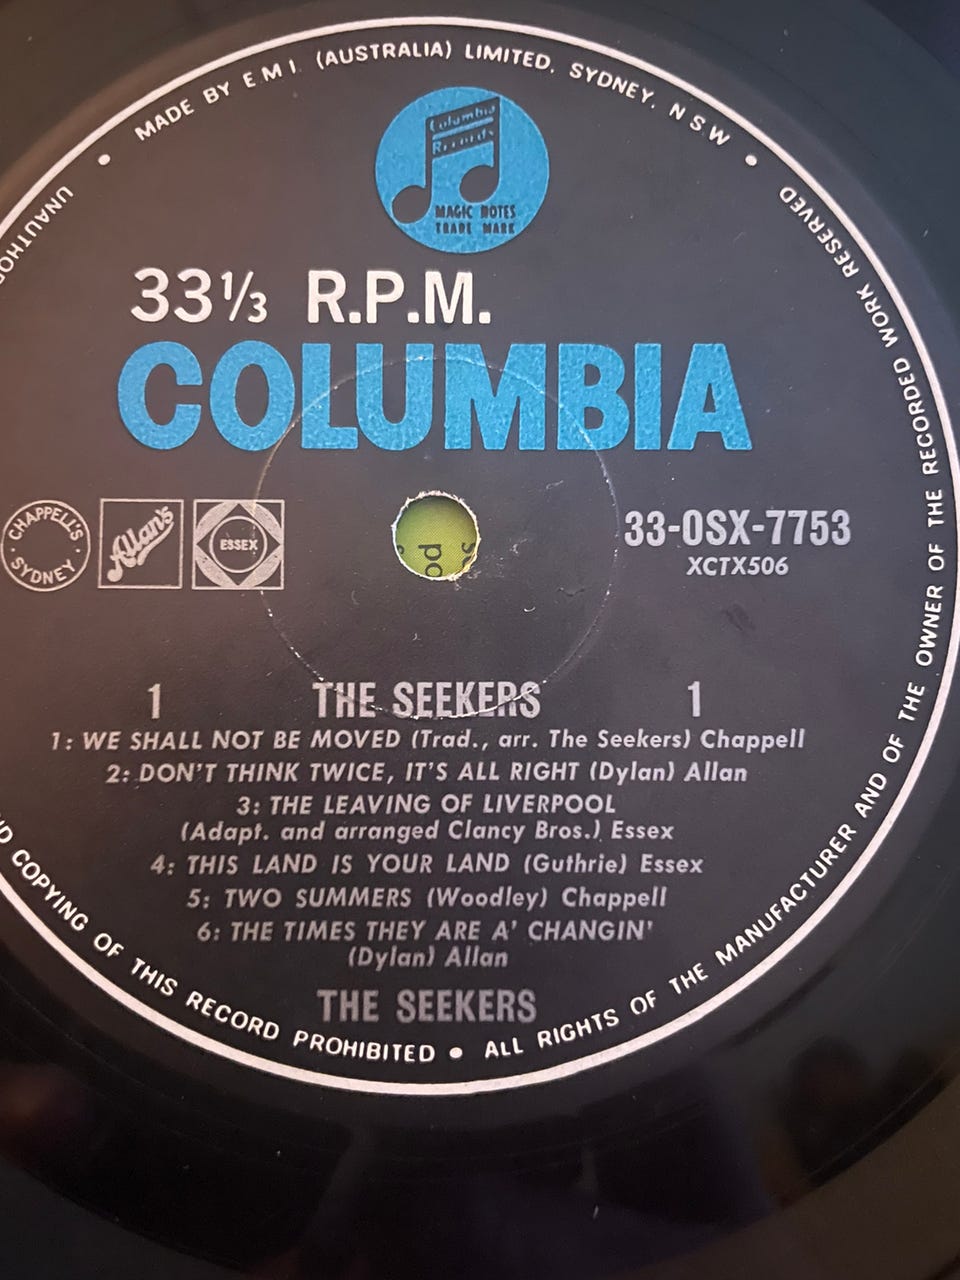 MADE BY E M I (AUSTRALIA) LIMITED, SYDNEY, N S W
Columbia
Records
MAGIC NOTES
TRADE MARK
33⅓ R.P.M.
COLUMBIA
CHAPPELL'S
SYDNEY
Allan's
ESSEX
33-OSX-7753
XCTX506
1 THE SEEKERS 1
1: WE SHALL NOT BE MOVED (Trad., arr. The Seekers) Chappell
2: DON'T THINK TWICE, IT'S ALL RIGHT (Dylan) Allan
3: THE LEAVING OF LIVERPOOL
(Adapt. and arranged Clancy Bros.) Essex
4: THIS LAND IS YOUR LAND (Guthrie) Essex
5: TWO SUMMERS (Woodley) Chappell
6: THE TIMES THEY ARE A' CHANGIN'
(Dylan) Allan
THE SEEKERS
ALL RIGHTS OF THE MANUFACTURER AND OF THE OWNER OF THE RECORDED WORK RESERVED
COPYING OF THIS RECORD PROHIBITED